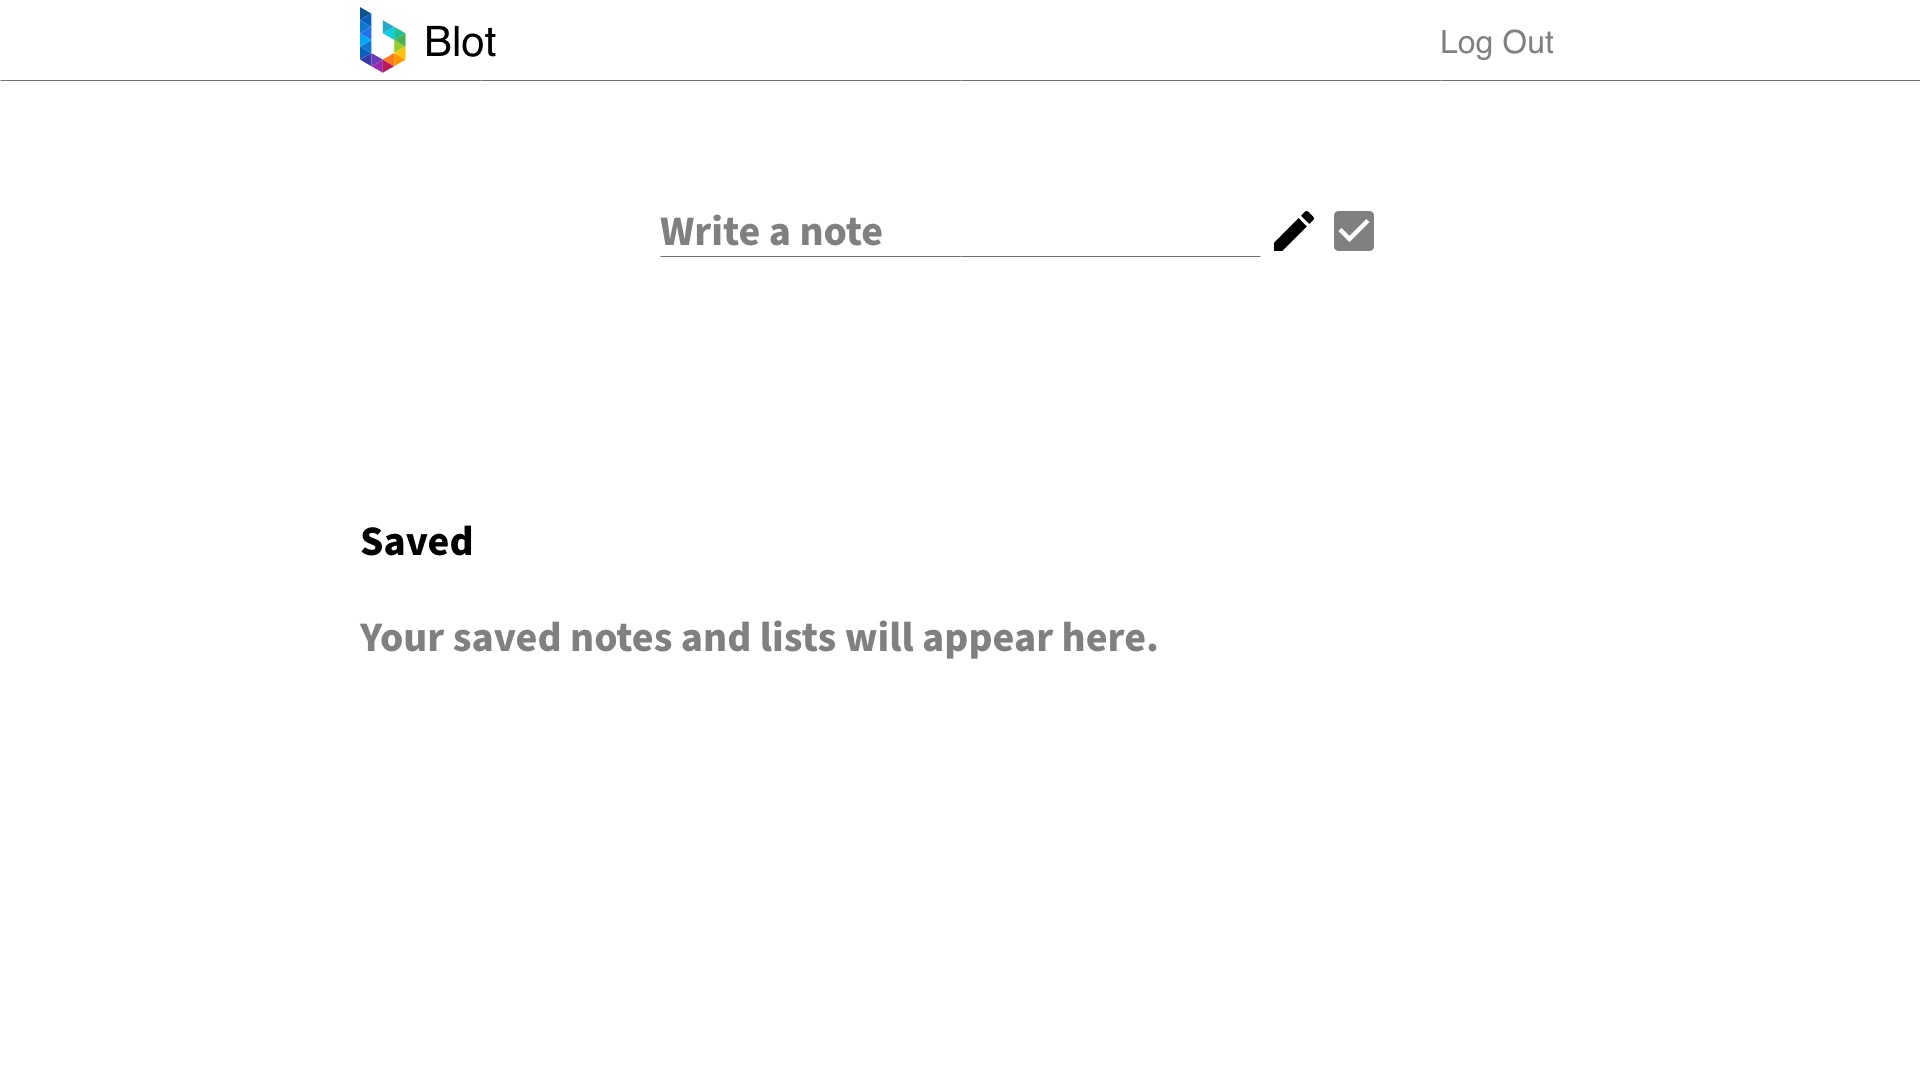 Blot
Log Out
Write a note
Saved
Your saved notes and lists will appear here.